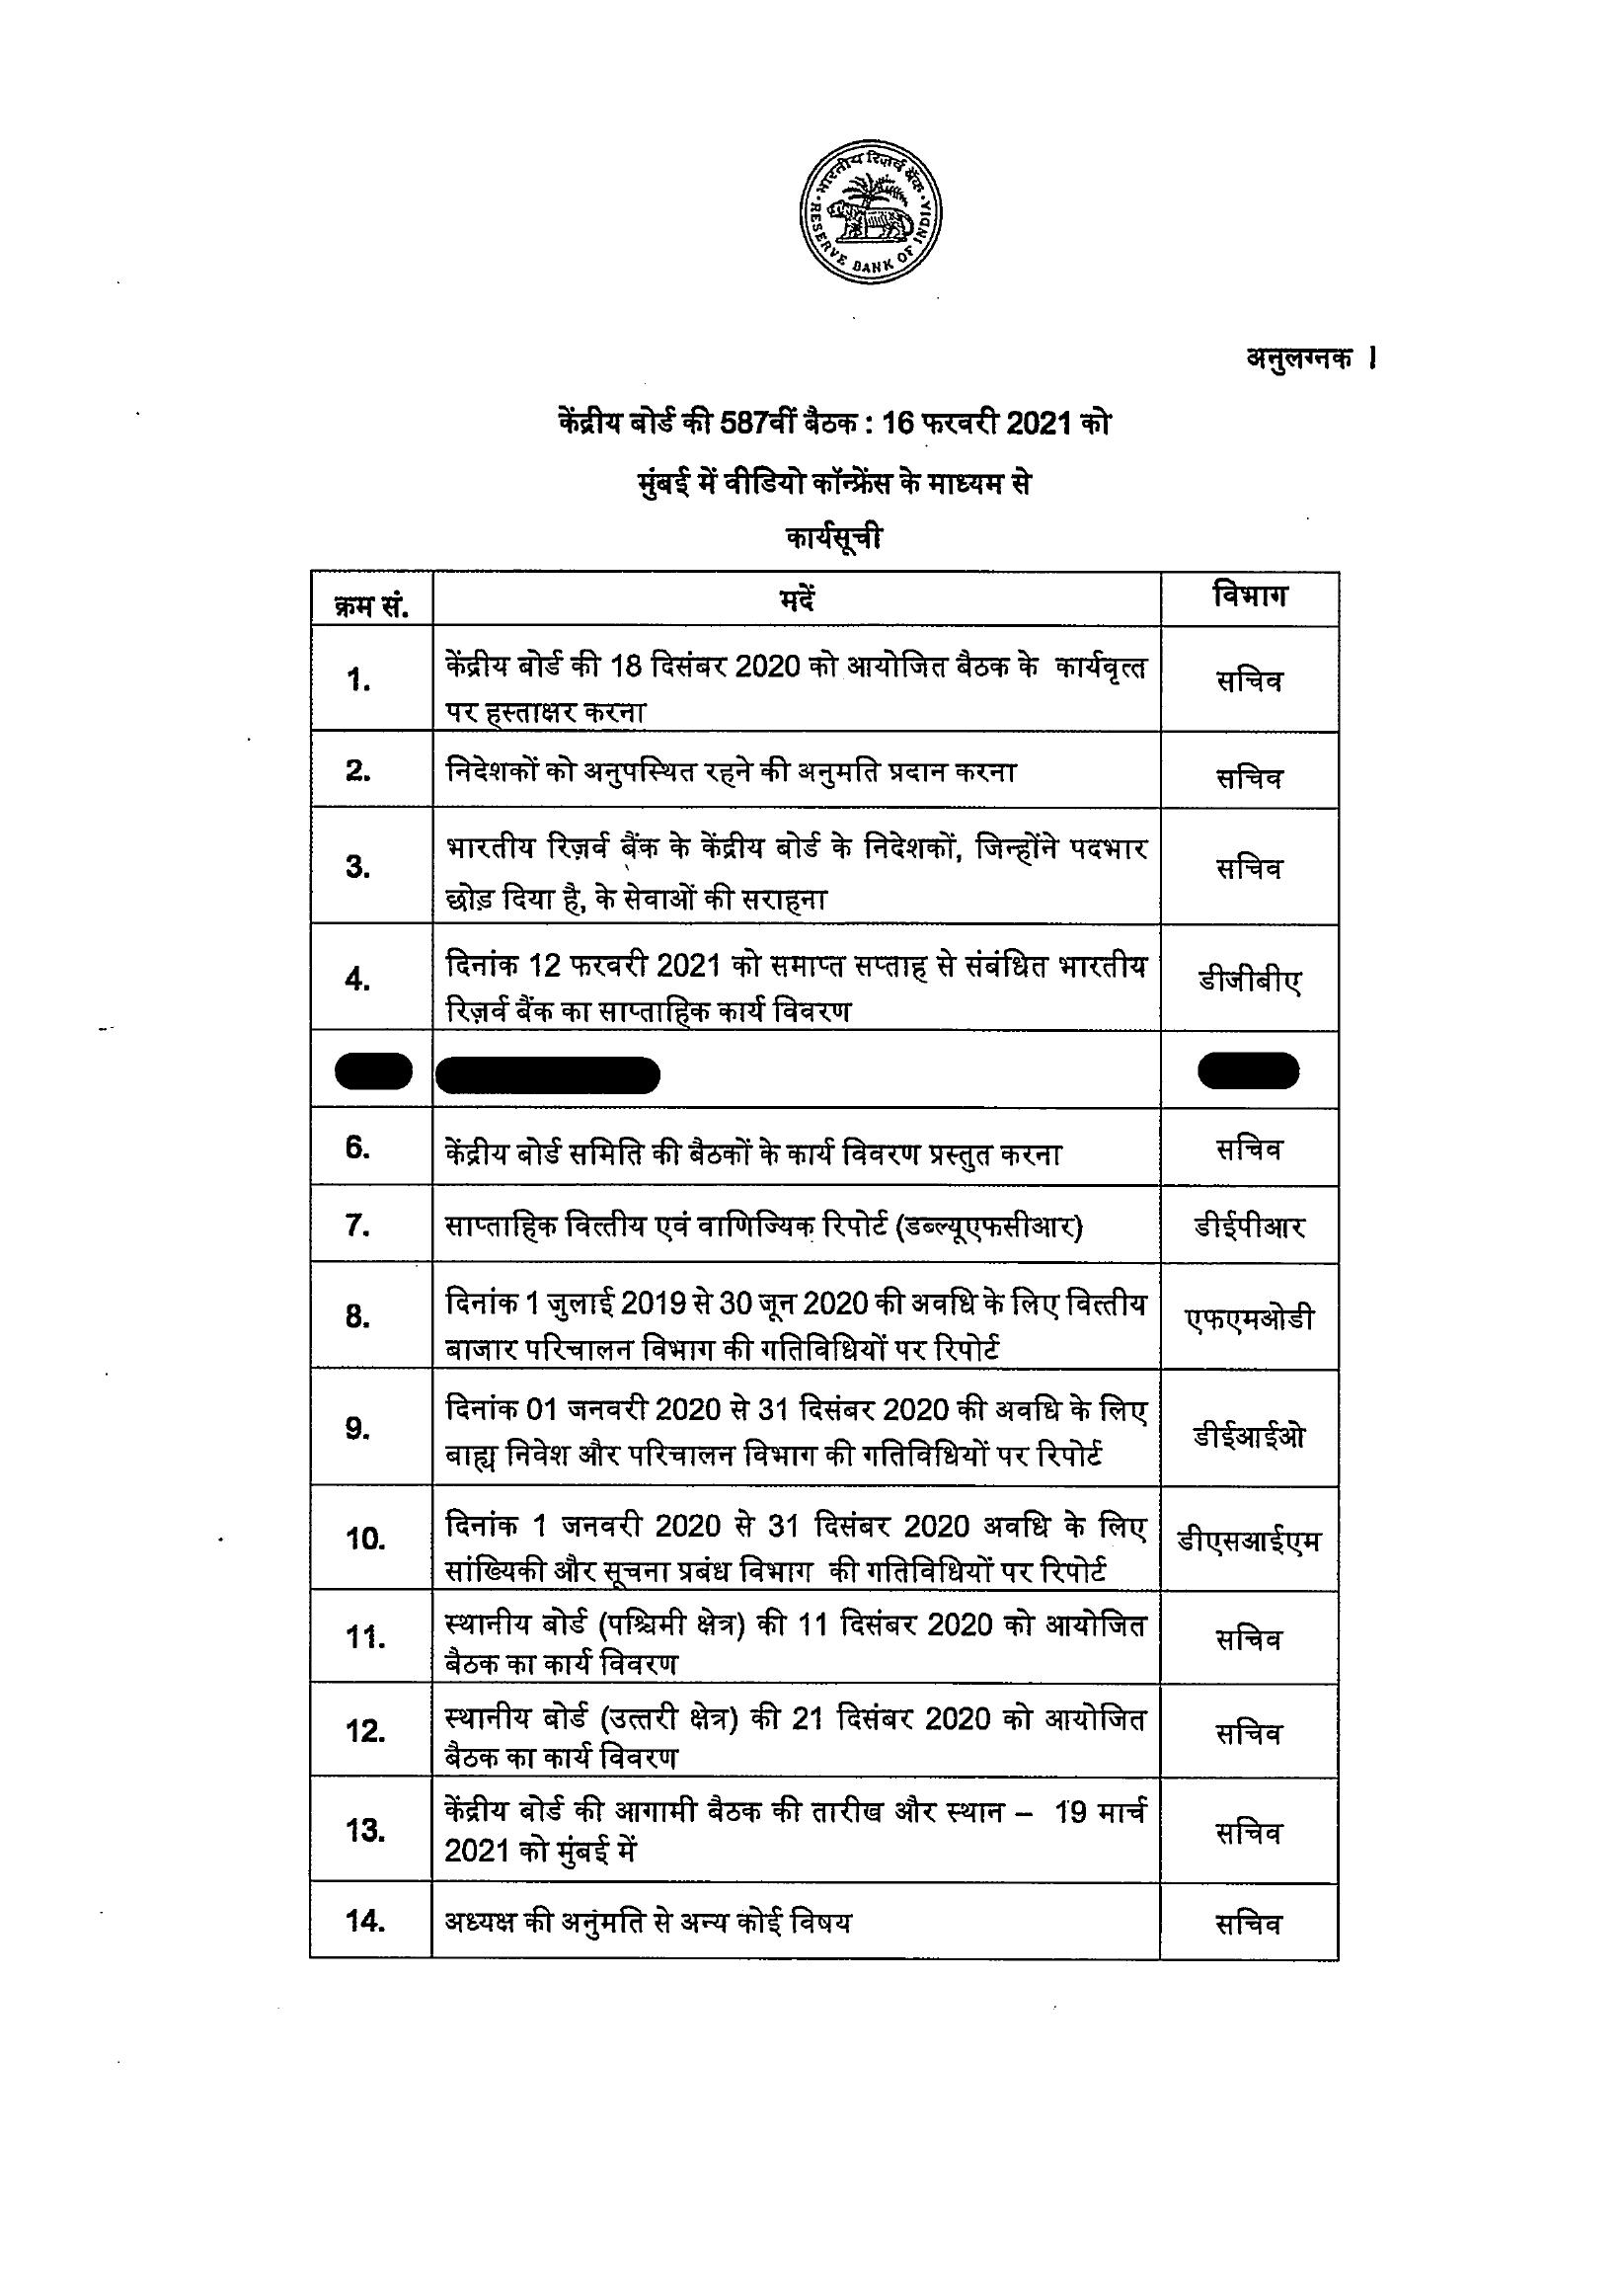 भारतीय रिज़र्व बैंक
RESERVE BANK OF INDIA
अनुलग्नक I
केंद्रीय बोर्ड की 587वीं बैठक : 16 फरवरी 2021 को
मुंबई में वीडियो कॉन्फ्रेंस के माध्यम से
कार्यसूची
क्रम सं. मदें विभाग
1. केंद्रीय बोर्ड की 18 दिसंबर 2020 को आयोजित बैठक के कार्यवृत्त
पर हस्ताक्षर करना सचिव
2. निदेशकों को अनुपस्थित रहने की अनुमति प्रदान करना सचिव
3. भारतीय रिज़र्व बैंक के केंद्रीय बोर्ड के निदेशकों, जिन्होंने पदभार
छोड़ दिया है, के सेवाओं की सराहना सचिव
4. दिनांक 12 फरवरी 2021 को समाप्त सप्ताह से संबंधित भारतीय
रिज़र्व बैंक का साप्ताहिक कार्य विवरण डीजीबीए
6. केंद्रीय बोर्ड समिति की बैठकों के कार्य विवरण प्रस्तुत करना सचिव
7. साप्ताहिक वित्तीय एवं वाणिज्यिक रिपोर्ट (डब्ल्यूएफसीआर) डीईपीआर
8. दिनांक 1 जुलाई 2019 से 30 जून 2020 की अवधि के लिए वित्तीय
बाजार परिचालन विभाग की गतिविधियों पर रिपोर्ट एफएमओडी
9. दिनांक 01 जनवरी 2020 से 31 दिसंबर 2020 की अवधि के लिए
बाह्य निवेश और परिचालन विभाग की गतिविधियों पर रिपोर्ट डीईआईओ
10. दिनांक 1 जनवरी 2020 से 31 दिसंबर 2020 अवधि के लिए
सांख्यिकी और सूचना प्रबंध विभाग की गतिविधियों पर रिपोर्ट डीएसआईएम
11. स्थानीय बोर्ड (पश्चिमी क्षेत्र) की 11 दिसंबर 2020 को आयोजित
बैठक का कार्य विवरण सचिव
12. स्थानीय बोर्ड (उत्तरी क्षेत्र) की 21 दिसंबर 2020 को आयोजित
बैठक का कार्य विवरण सचिव
13. केंद्रीय बोर्ड की आगामी बैठक की तारीख और स्थान – 19 मार्च
2021 को मुंबई में सचिव
14. अध्यक्ष की अनुमति से अन्य कोई विषय सचिव